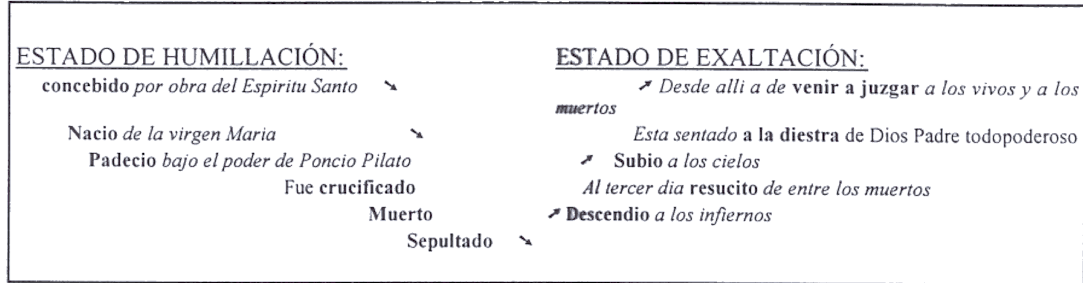 ESTADO DE HUMILLACIÓN:
concebido por obra del Espiritu Santo
Nacio de la virgen Maria
Padecio bajo el poder de Poncio Pilato
Fue crucificado
Muerto
Sepultado
ESTADO DE EXALTACIÓN:
Desde alli a de venir a juzgar a los vivos y a los
muertos
Esta sentado a la diestra de Dios Padre todopoderoso
Subio a los cielos
Al tercer dia resucito de entre los muertos
Descendio a los infiernos